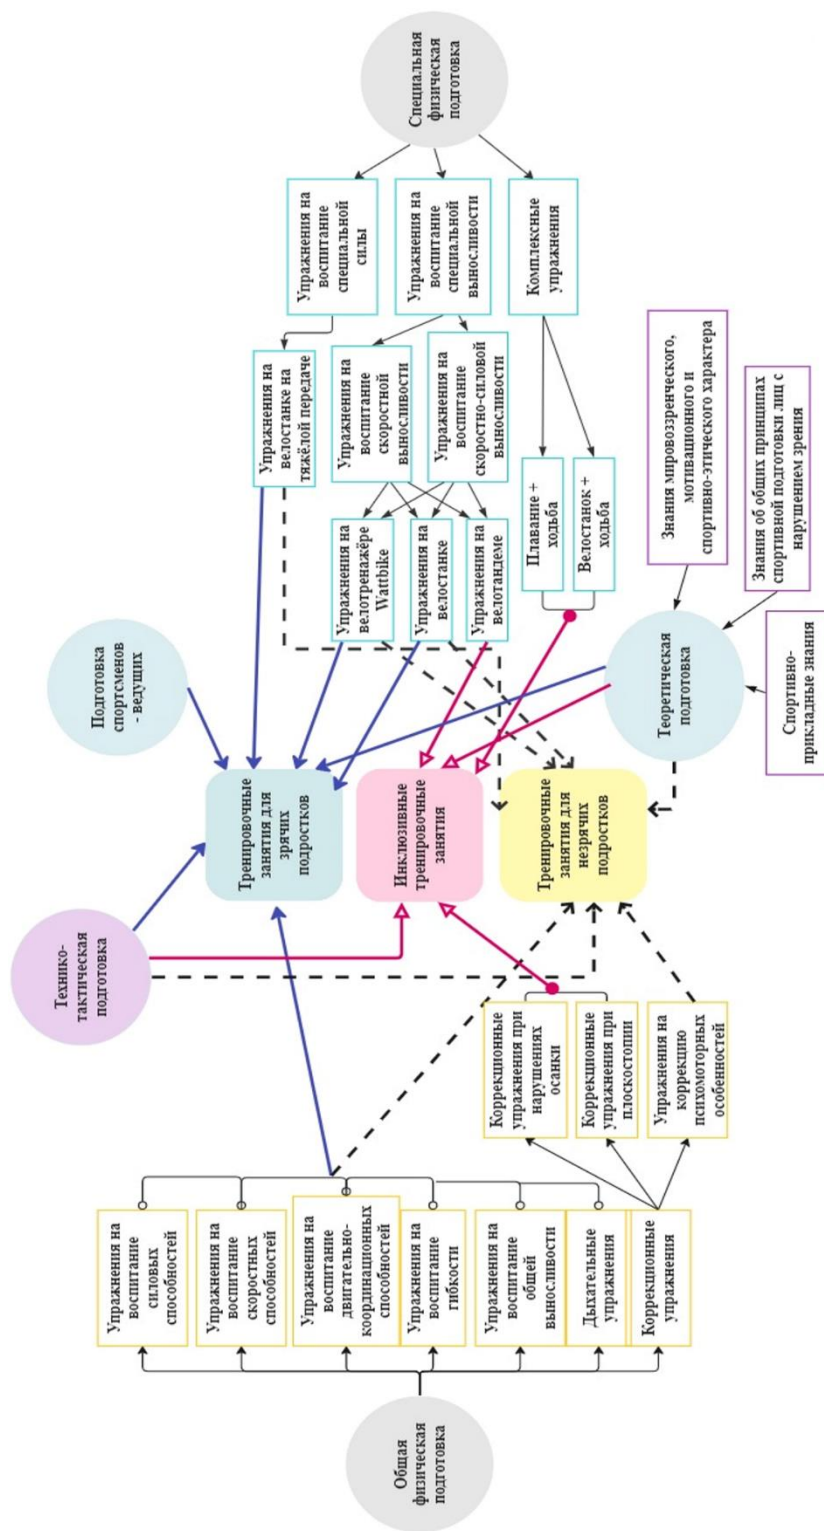 Технико-
тактическая
подготовка
Подготовка
спортсменов
- ведущих
Общая
физическая
подготовка
Упражнения на
воспитание
силовых
способностей
Упражнения на
воспитание
скоростных
способностей
Упражнения на
воспитание
двигательно-
координационных
способностей
Упражнения на
воспитание
гибкости
Упражнения на
воспитание
общей
выносливости
Дыхательные
упражнения
Коррекционные
упражнения
Коррекционные
упражнения при
нарушениях
осанки
Коррекционные
упражнения при
плоскостопии
Упражнения на
коррекцию
психомоторных
особенностей
Тренировочные
занятия для
зрячих
подростков
Инклюзивные
тренировочные
занятия
Тренировочные
занятия для
незрячих
подростков
Упражнения на
велостанке на
тяжёлой передаче
Упражнения на
велотренажёре
Wattbike
Упражнения на
велостанке
Упражнения на
велотандеме
Упражнения на
воспитание
скоростной
выносливости
Упражнения на
воспитание
скоростно-силовой
выносливости
Плавание +
ходьба
Велостанок +
ходьба
Упражнения на
воспитание
специальной
силы
Упражнения на
воспитание
специальной
выносливости
Комплексные
упражнения
Специальная
физическая
подготовка
Теоретическая
подготовка
Знания мировоззренческого,
мотивационного и
спортивно-этического характера
Знания об общих принципах
спортивной подготовки лиц с
нарушением зрения
Спортивно-
прикладные знания